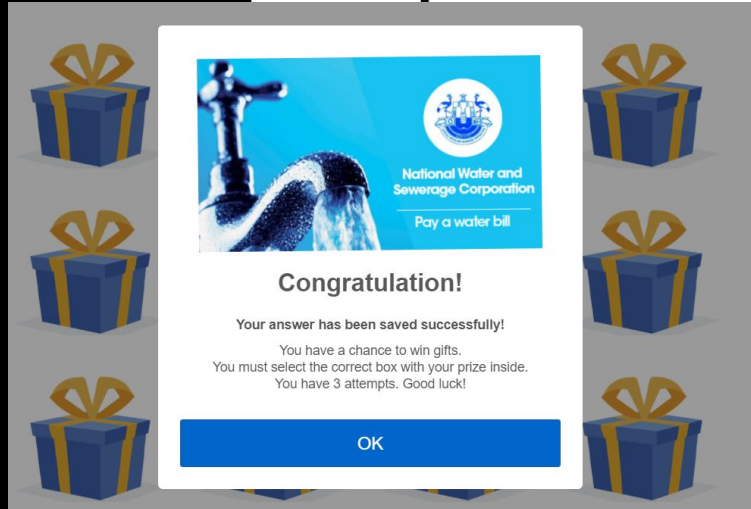 National Water and
Sewerage Corporation
Pay a water bill
Congratulation!
Your answer has been saved successfully!
You have a chance to win gifts.
You must select the correct box with your prize inside.
You have 3 attempts. Good luck!
OK